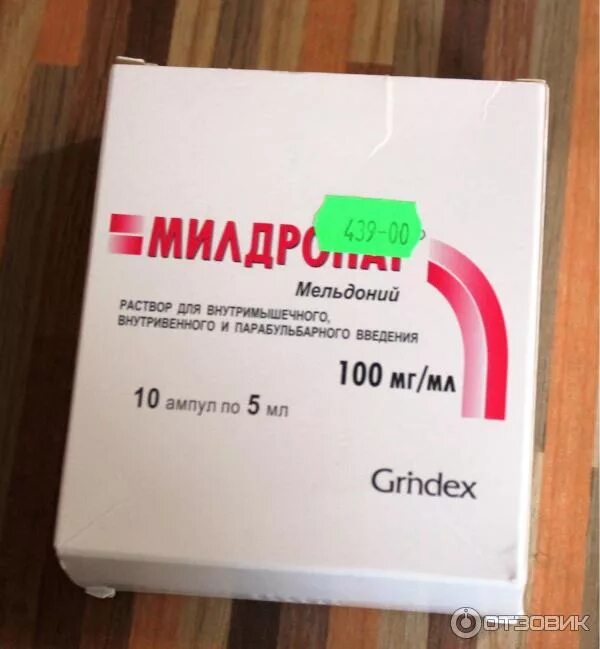 439-00
МИЛДРОНАТ
Мельдоний
РАСТВОР ДЛЯ ВНУТРИМЫШЕЧНОГО,
ВНУТРИВЕННОГО И ПАРАБУЛЬБАРНОГО ВВЕДЕНИЯ
100 мг/мл
10 ампул по 5 мл
Grindex
ОТЗОВИК